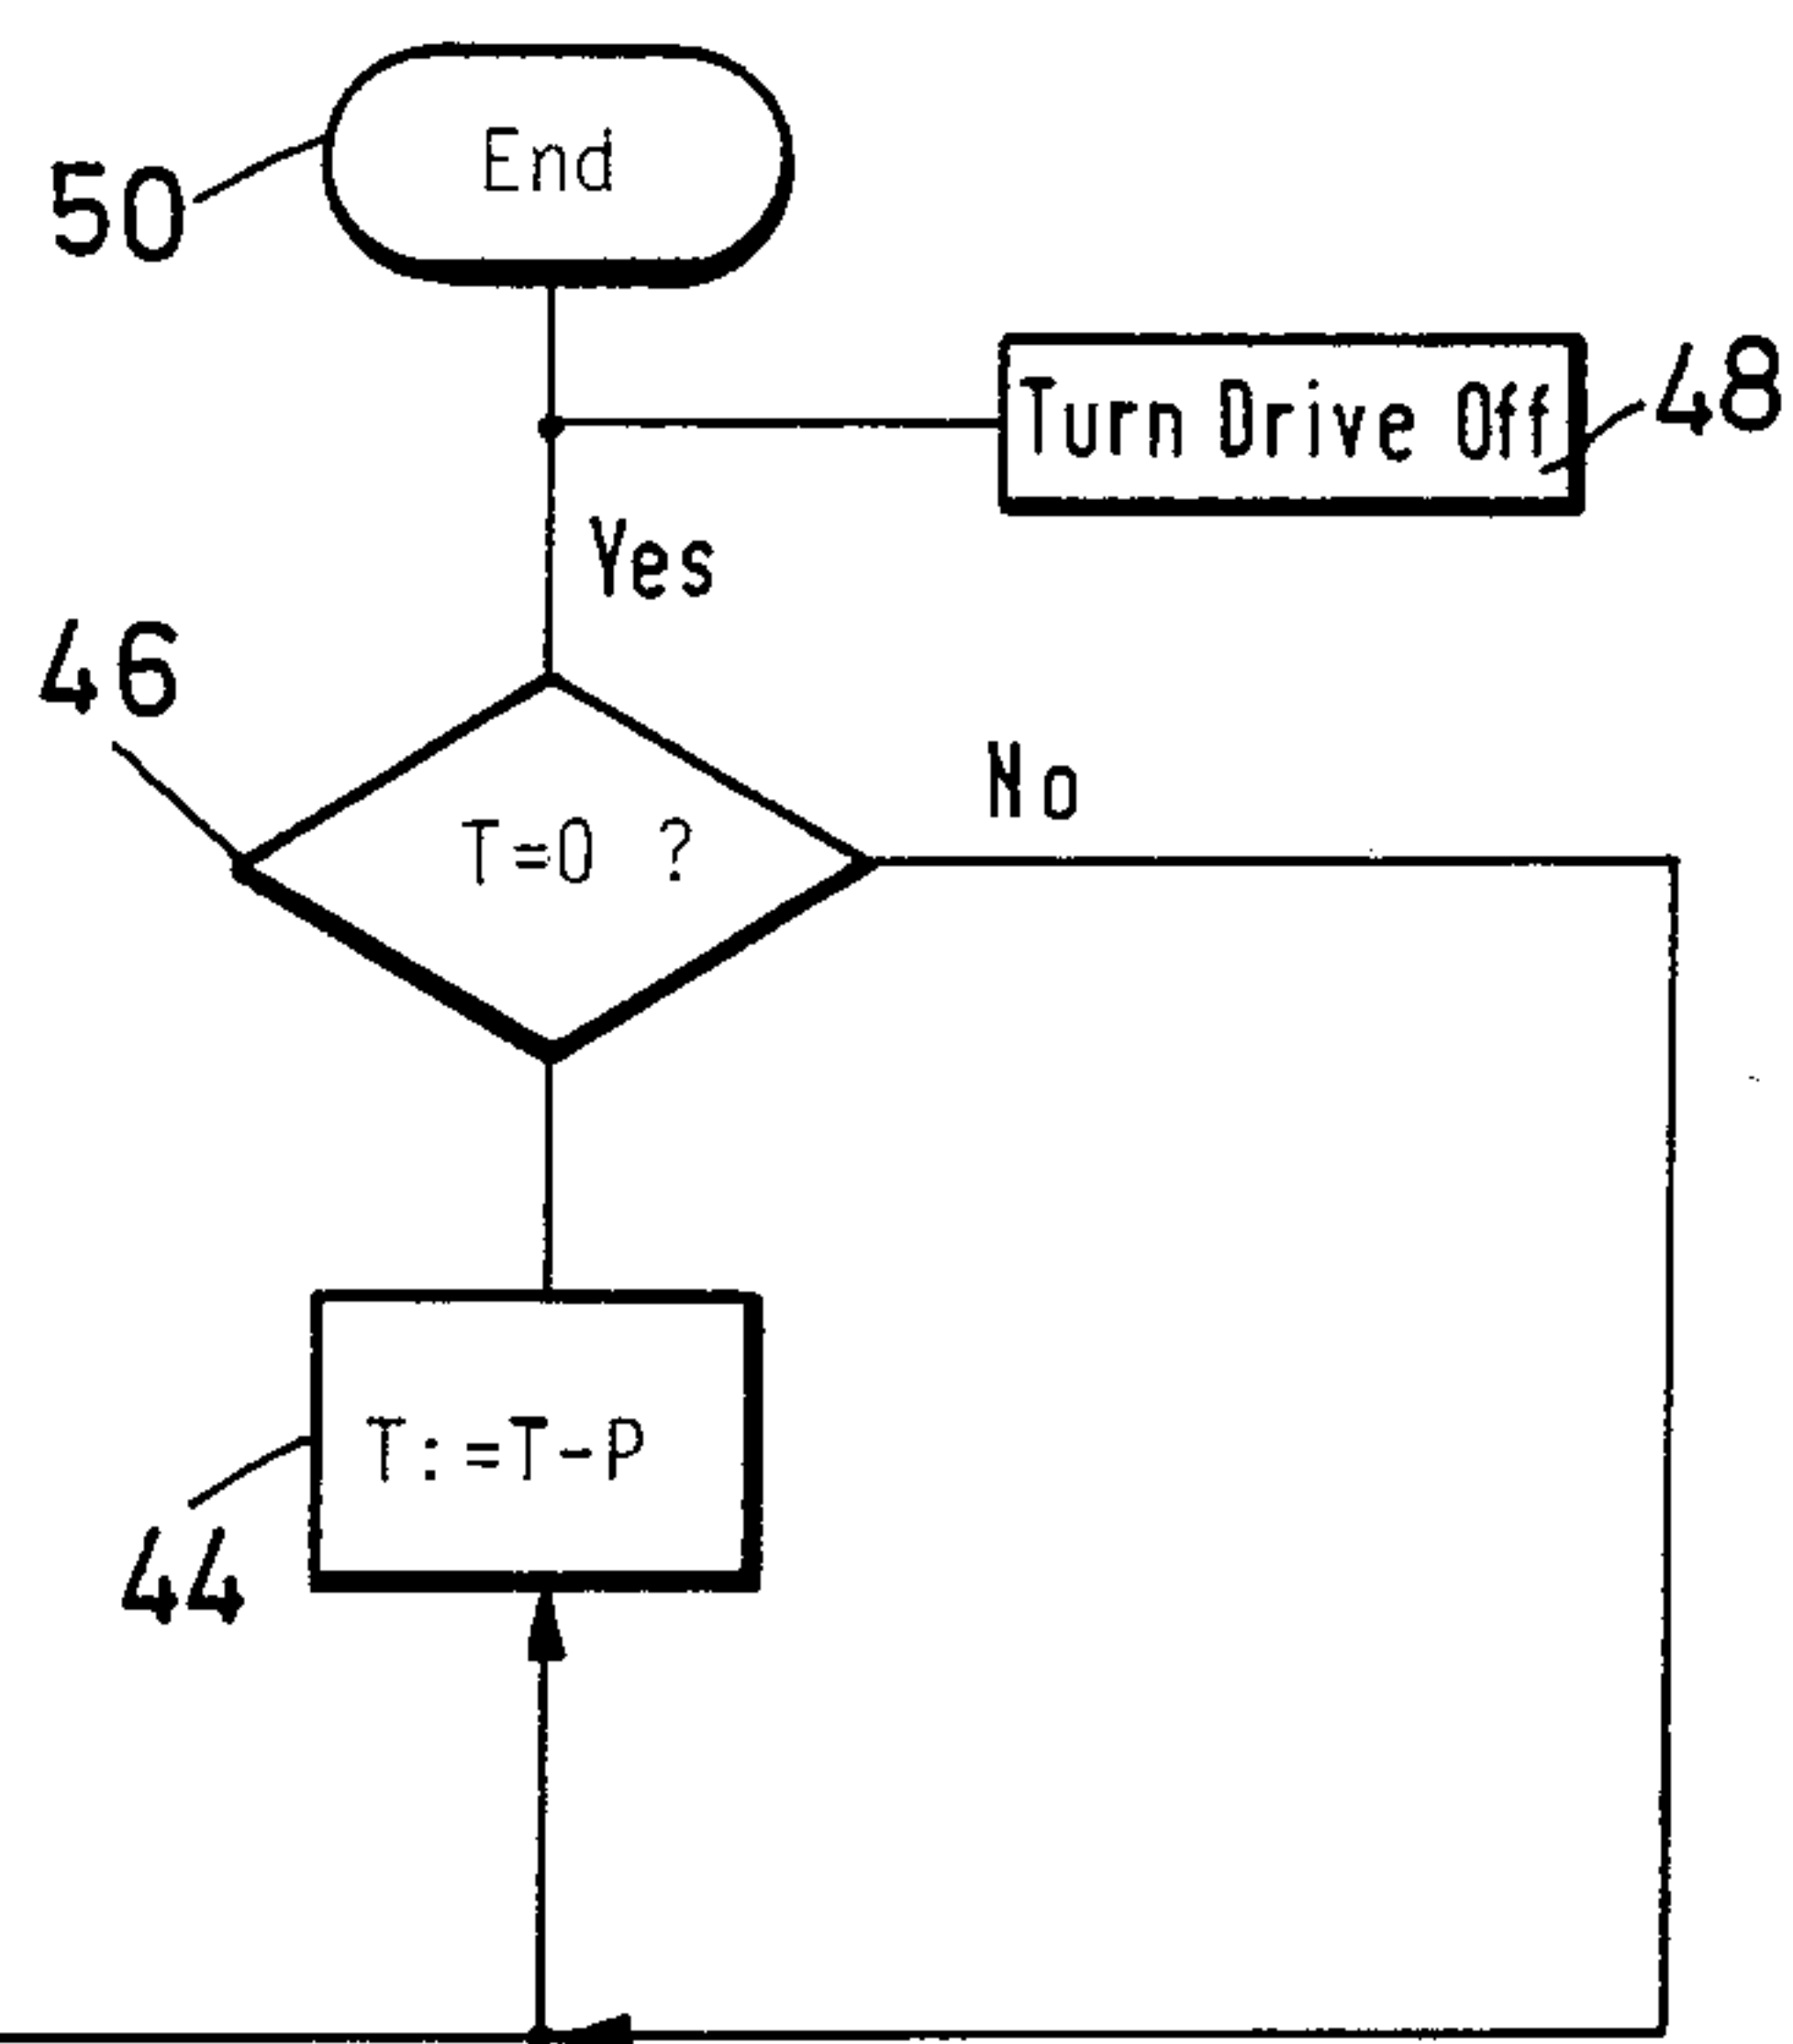 End
50
Turn Drive Off
48
Yes
46
No
T=0 ?
T:=T-P
44